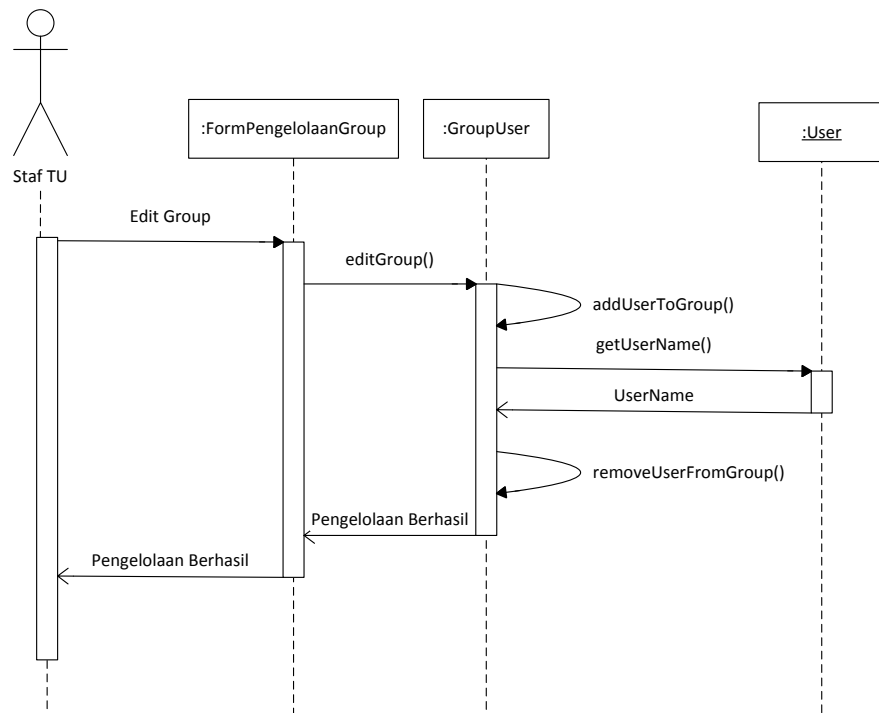 :FormPengelolaanGroup
:GroupUser
:User
Staf TU
Edit Group
editGroup()
addUserToGroup()
getUserName()
UserName
removeUserFromGroup()
Pengelolaan Berhasil
Pengelolaan Berhasil